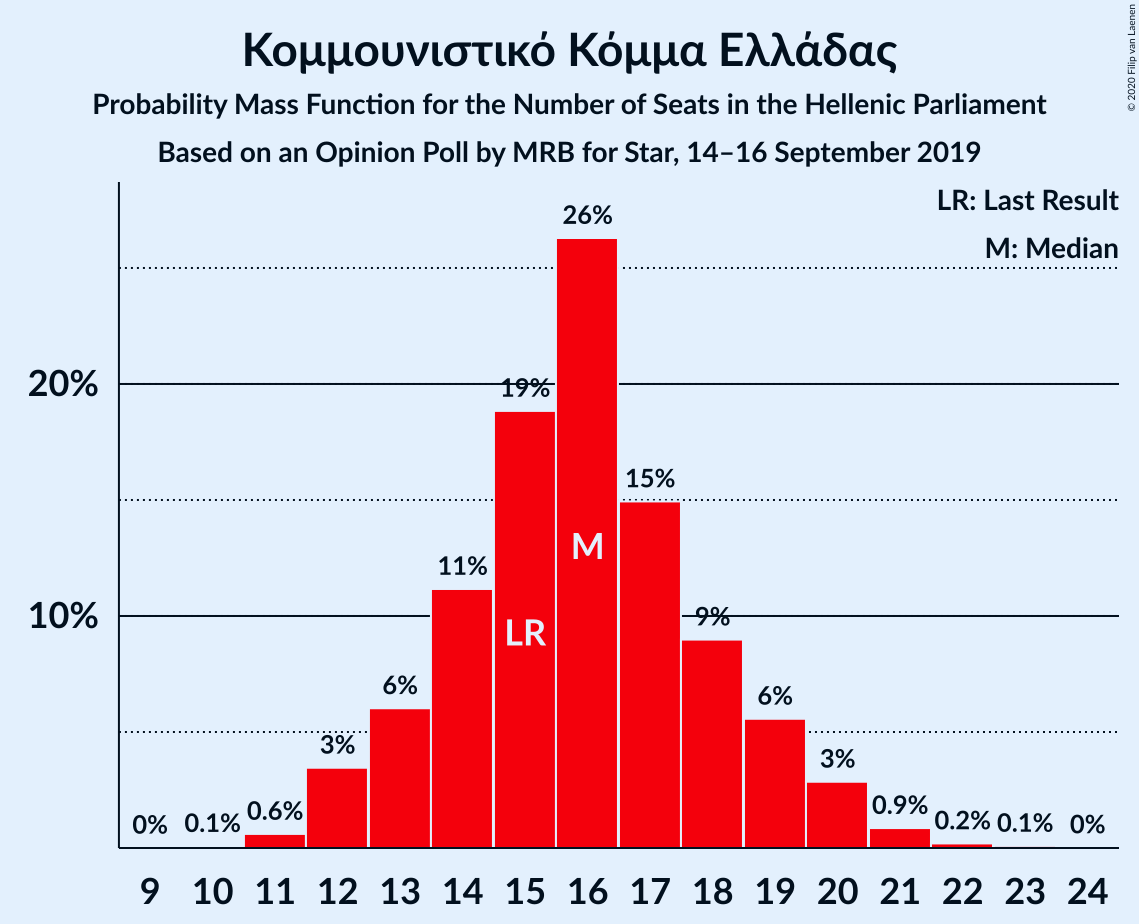 Κομμουνιστικό Κόμμα Ελλάδας
Probability Mass Function for the Number of Seats in the Hellenic Parliament
Based on an Opinion Poll by MRB for Star, 14–16 September 2019
© 2020 Filip van Laenen
LR: Last Result
M: Median
26%
20%
19%
15%
M
11%
10%
9%
LR
6%
6%
3%
3%
0%
0.1%
0.6%
0.9%
0.2%
0.1%
0%
9 10 11 12 13 14 15 16 17 18 19 20 21 22 23 24